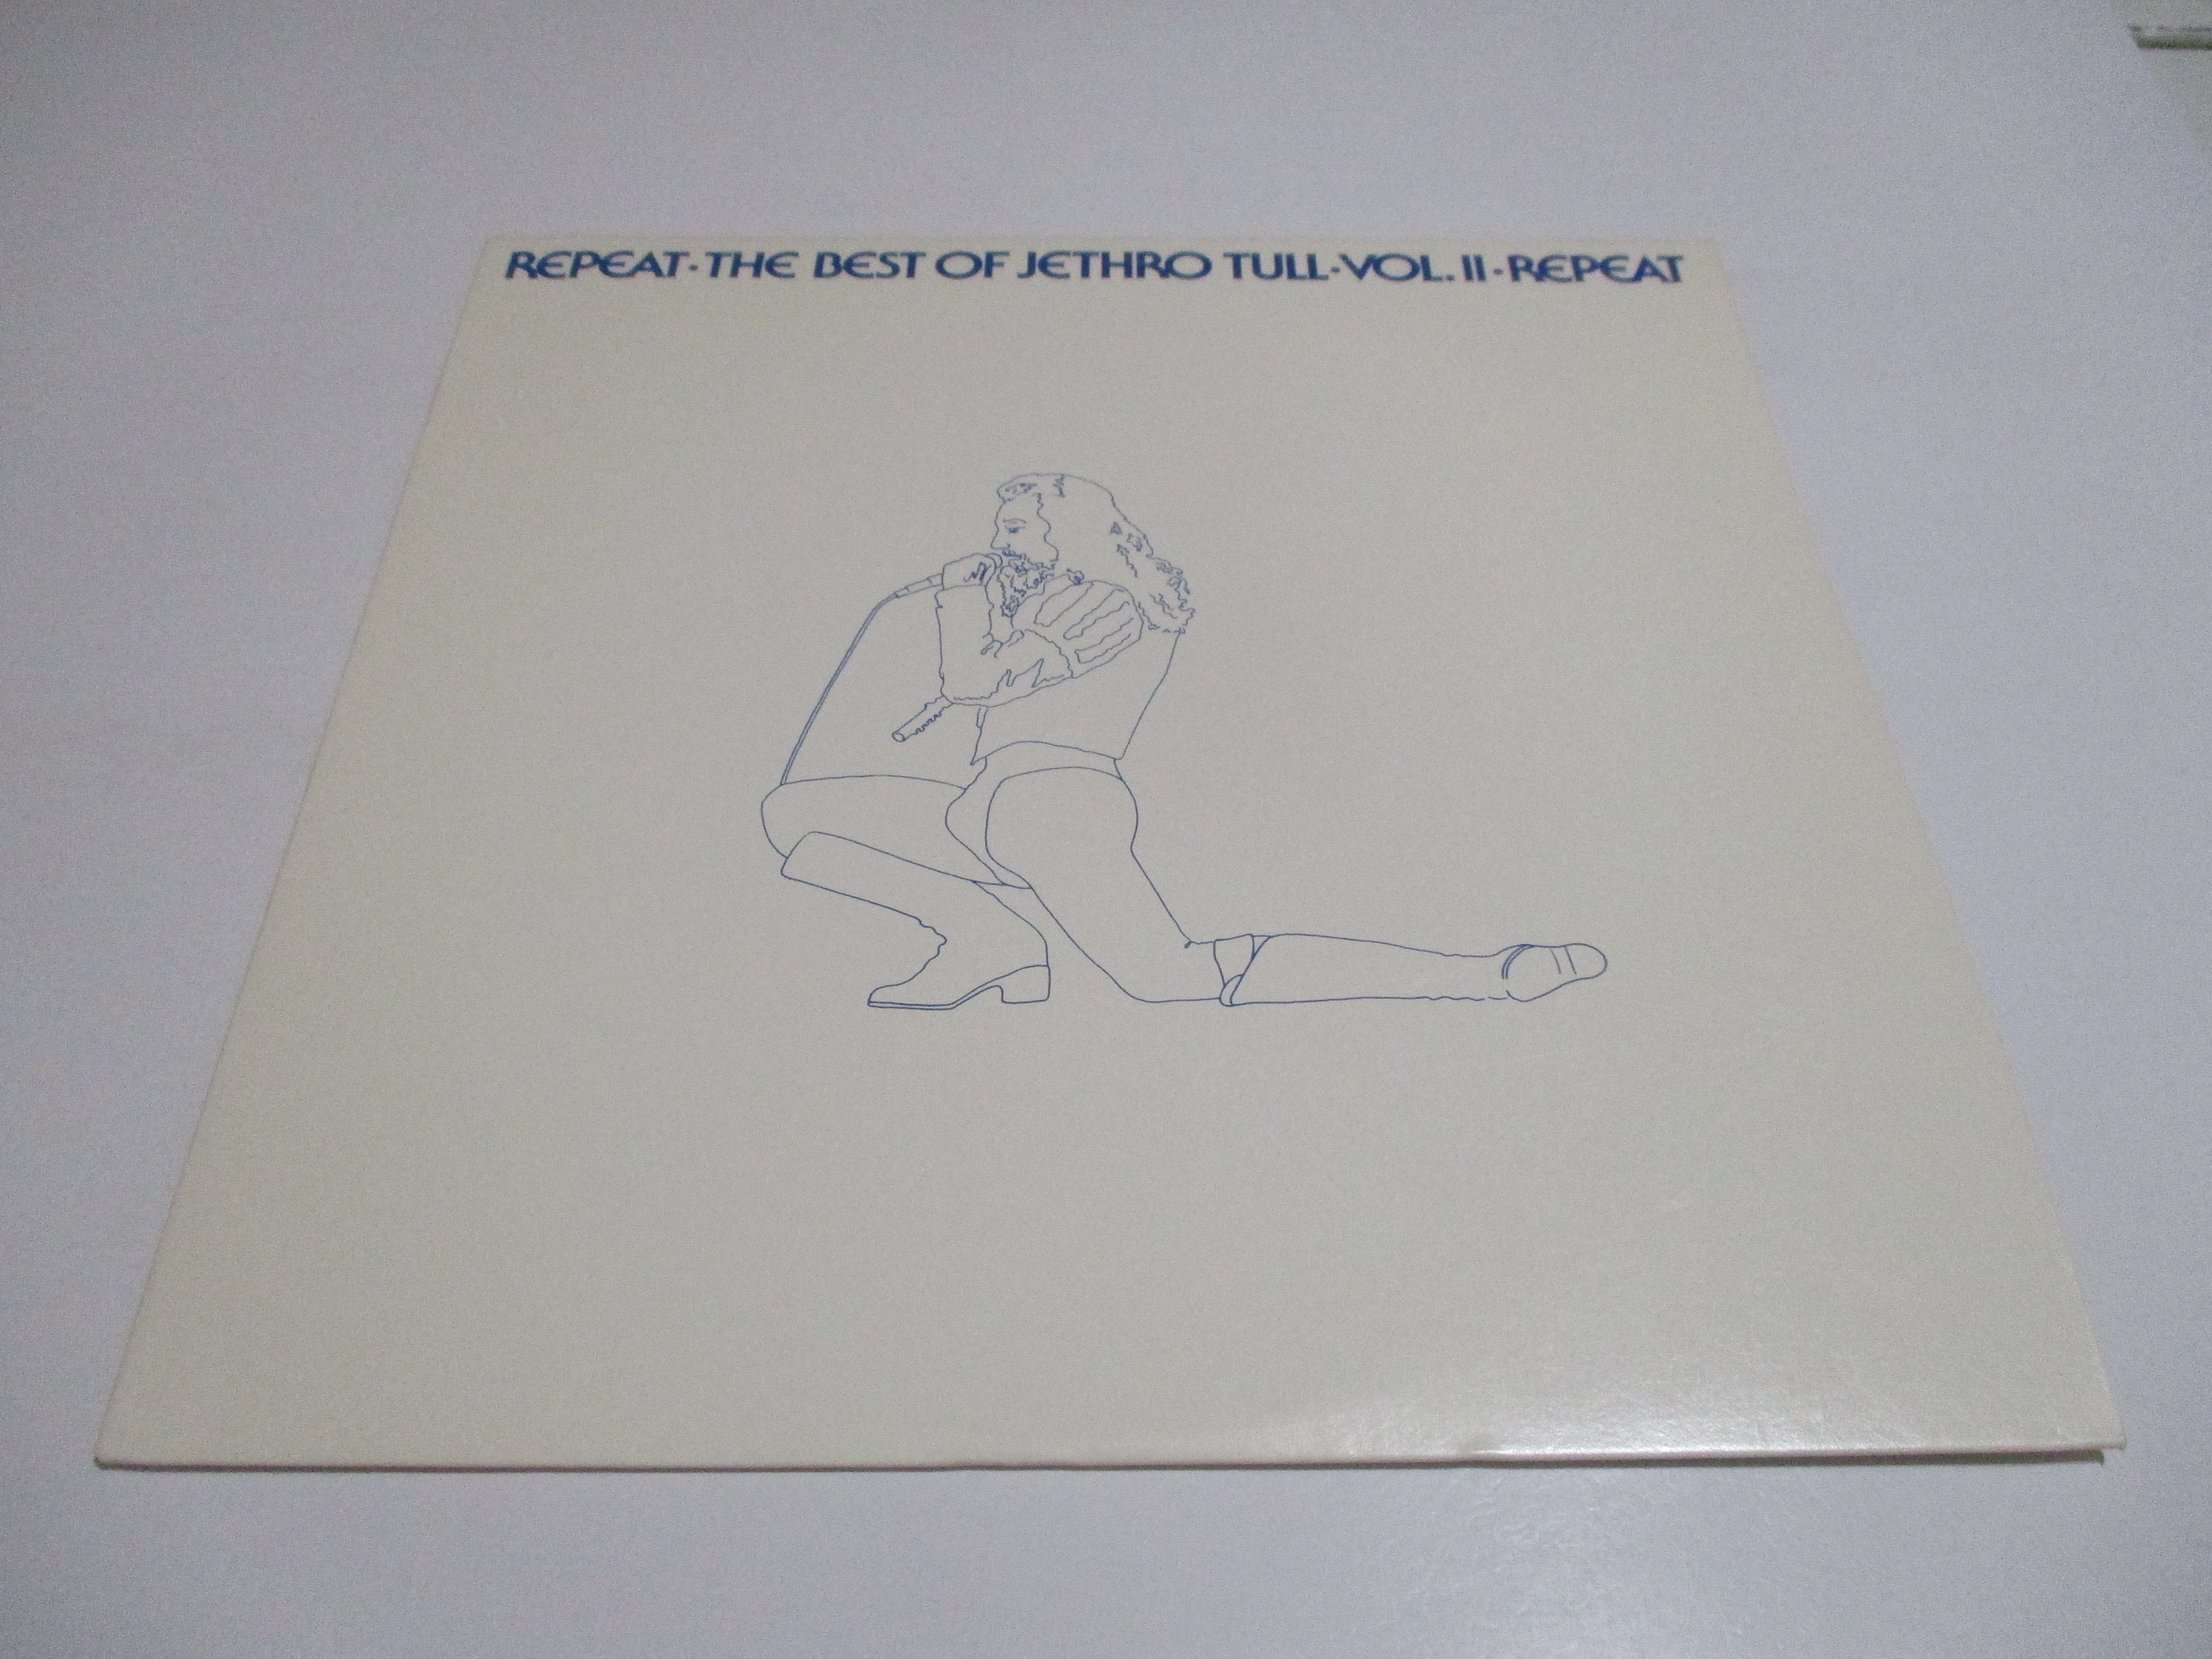 REPEAT·THE BEST OF JETHRO TULL·VOL. II·REPEAT